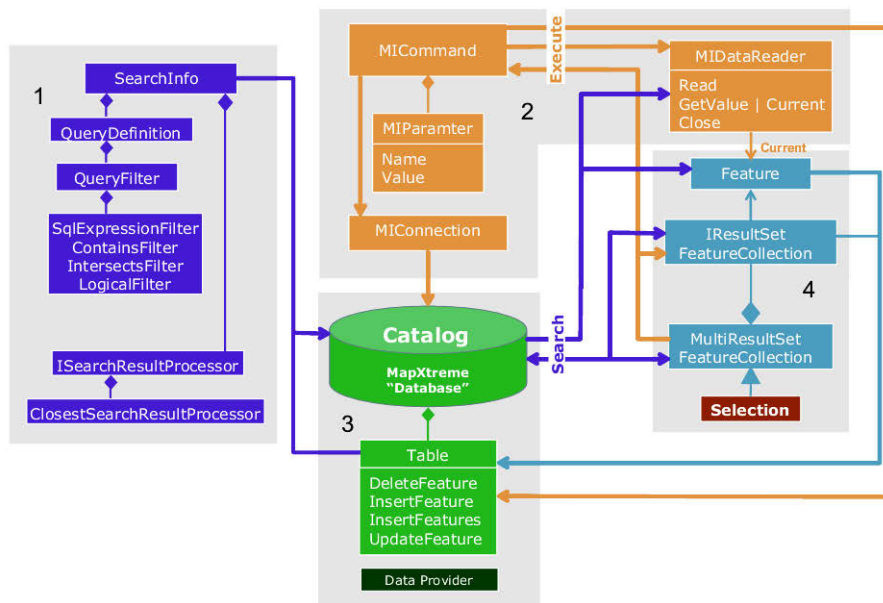 1
SearchInfo
QueryDefinition
QueryFilter
SqlExpressionFilter
ContainsFilter
IntersectsFilter
LogicalFilter
ISearchResultProcessor
ClosestSearchResultProcessor
2
MICommand
Execute
MIParamter
Name
Value
MIConnection
MIDataReader
Read
GetValue | Current
Close
Current
3
Catalog
MapXtreme
“Database”
Search
Table
DeleteFeature
InsertFeature
InsertFeatures
UpdateFeature
Data Provider
4
Feature
IResultSet
FeatureCollection
MultiResultSet
FeatureCollection
Selection